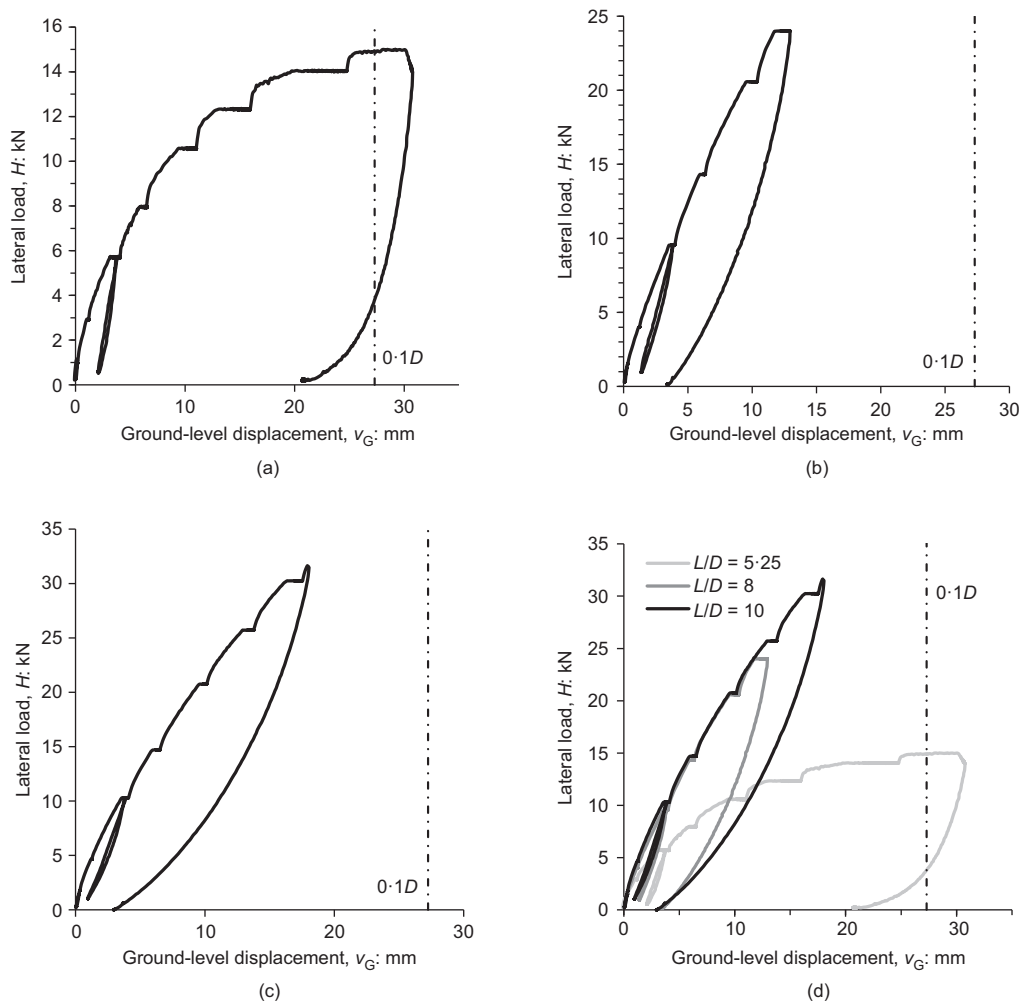 16
14
12
10
8
6
4
2
0
Lateral load, H: kN
0·1D
0
10
20
30
Ground-level displacement, vG: mm
(a)
25
20
15
10
5
0
Lateral load, H: kN
0·1D
0
5
10
15
20
25
30
Ground-level displacement, vG: mm
(b)
35
30
25
20
15
10
5
0
Lateral load, H: kN
0·1D
0
10
20
30
Ground-level displacement, vG: mm
(c)
35
30
25
20
15
10
5
0
Lateral load, H: kN
L/D = 5·25
L/D = 8
L/D = 10
0·1D
0
10
20
30
Ground-level displacement, vG: mm
(d)